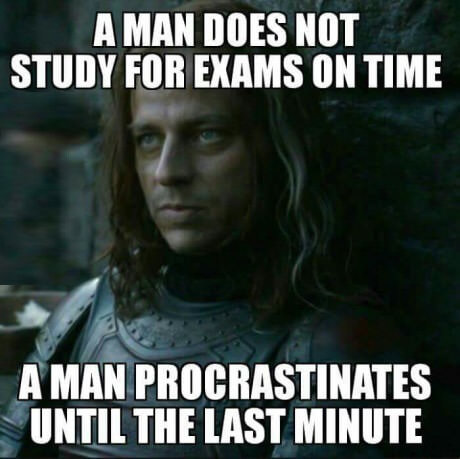 A MAN DOES NOT
STUDY FOR EXAMS ON TIME
A MAN PROCRASTINATES
UNTIL THE LAST MINUTE